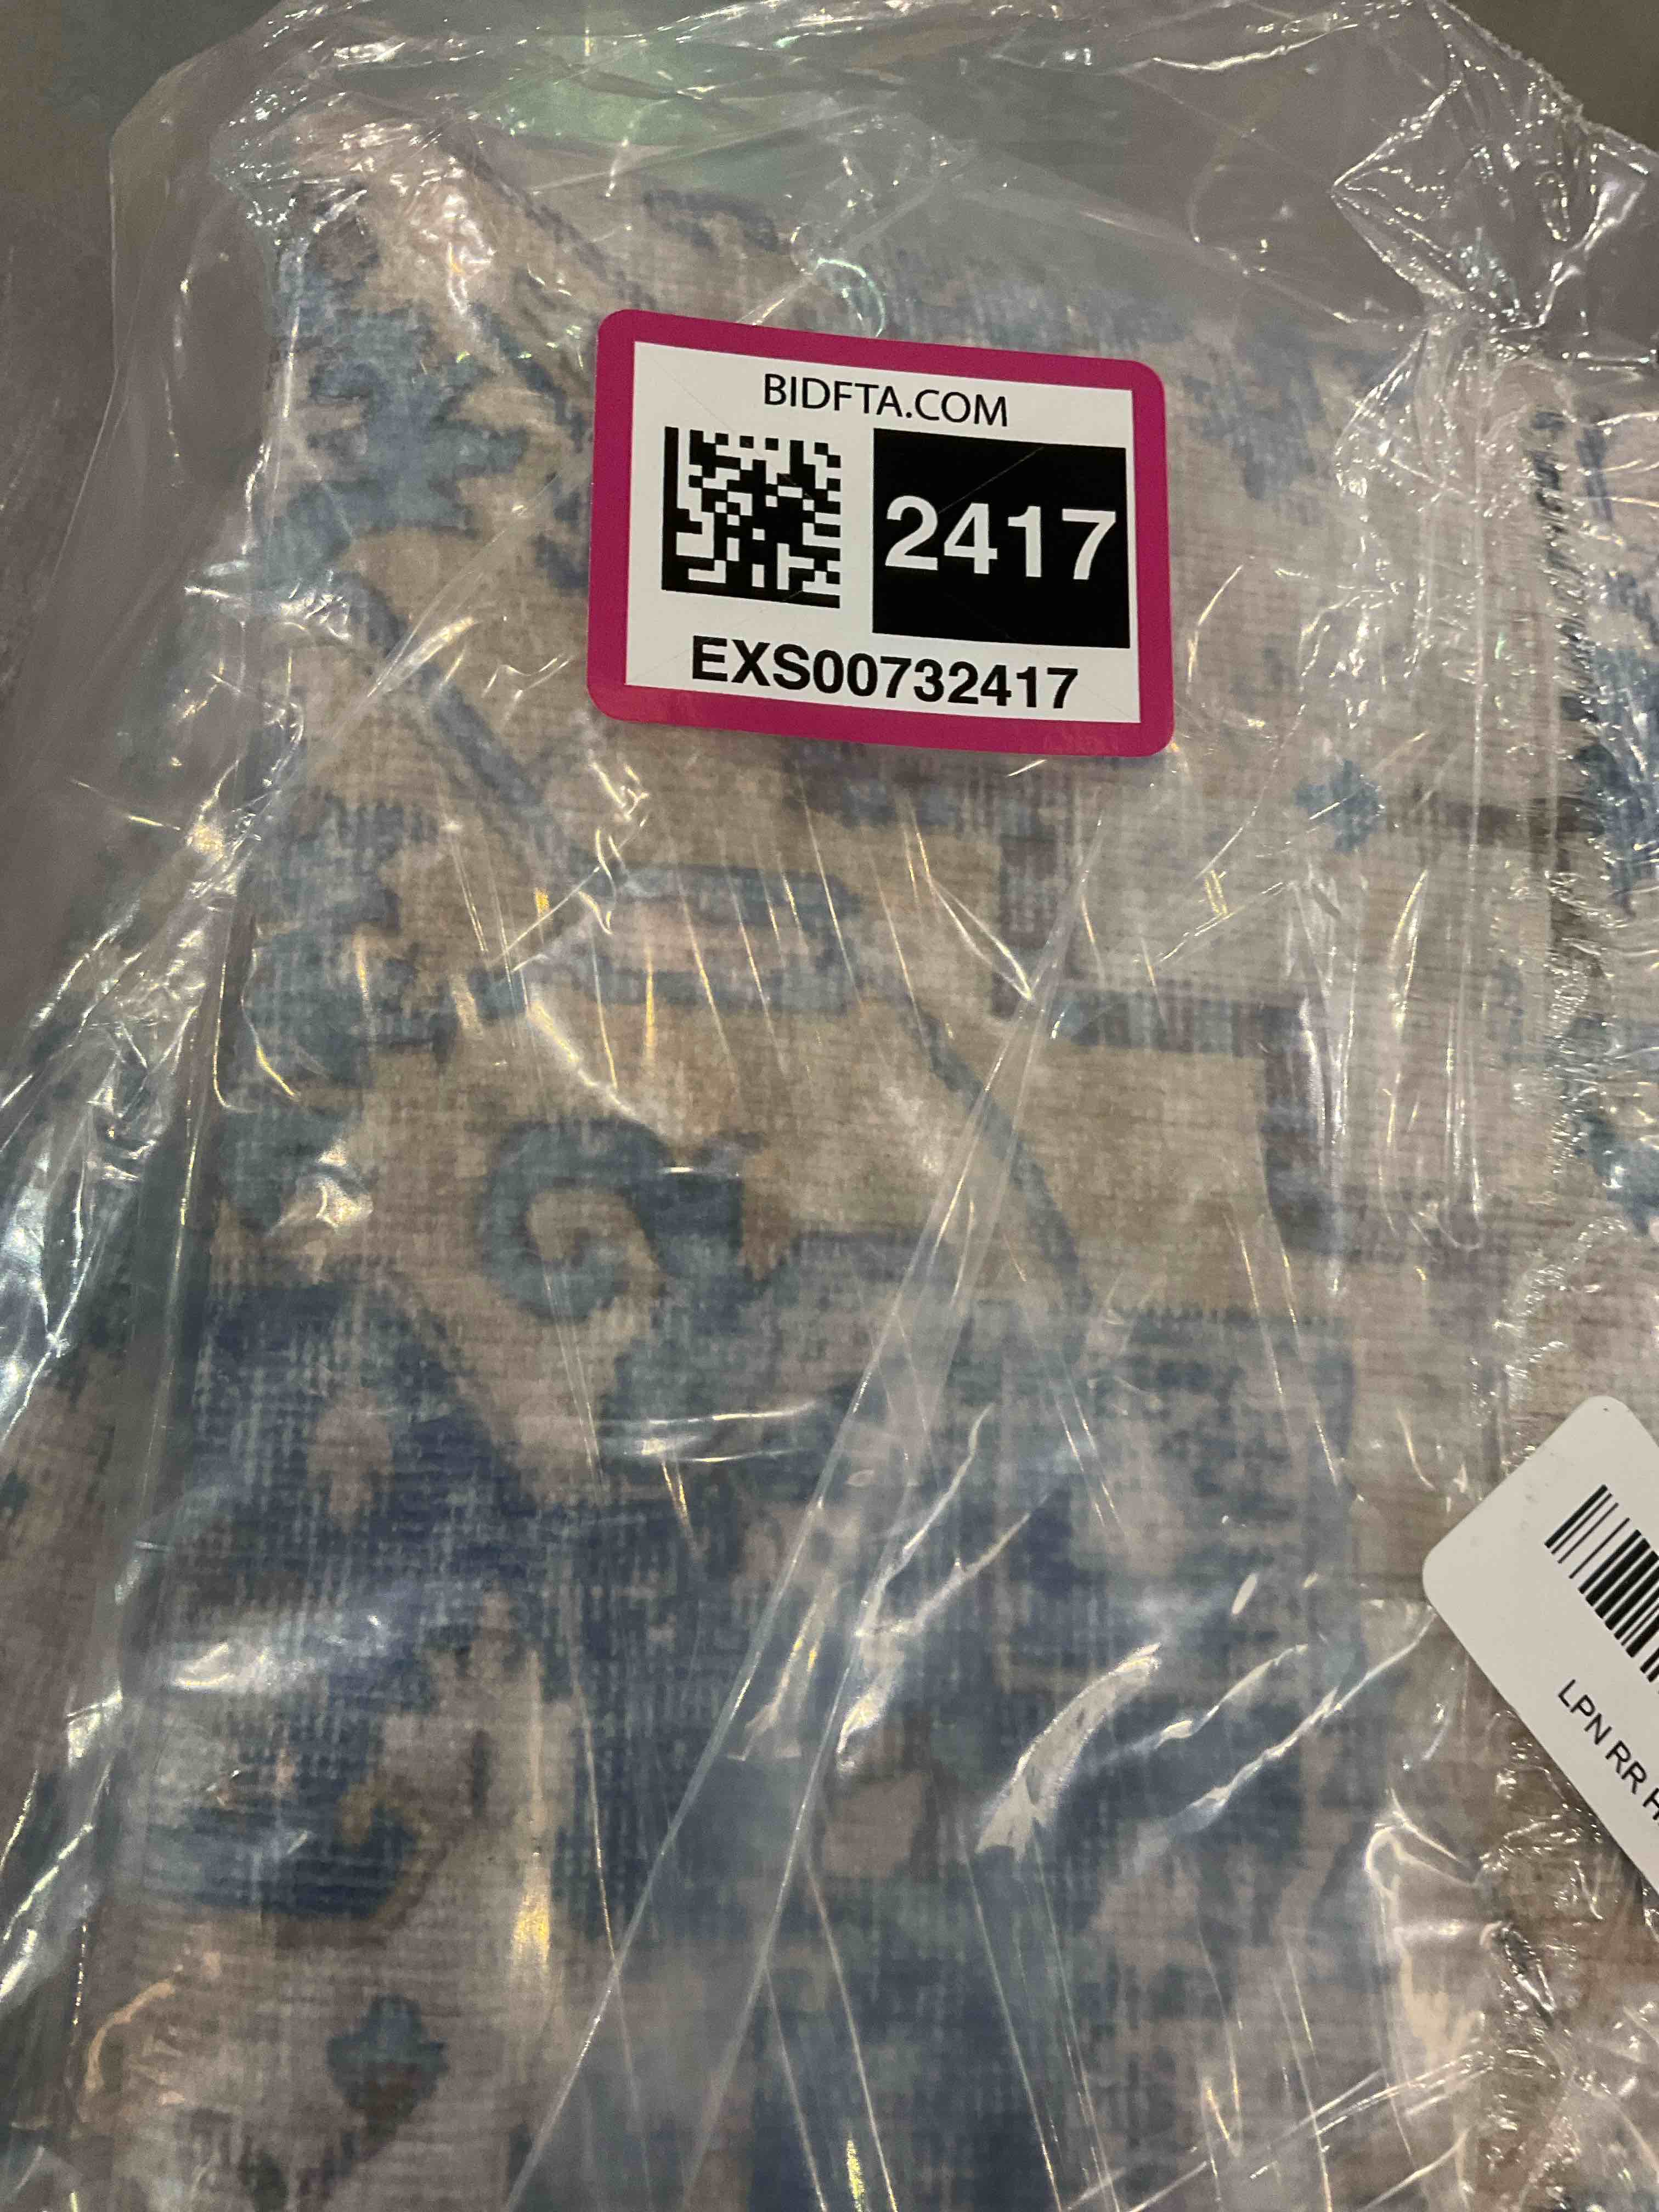 BIDFTA.COM
2417
EXS00732417
LPN RR